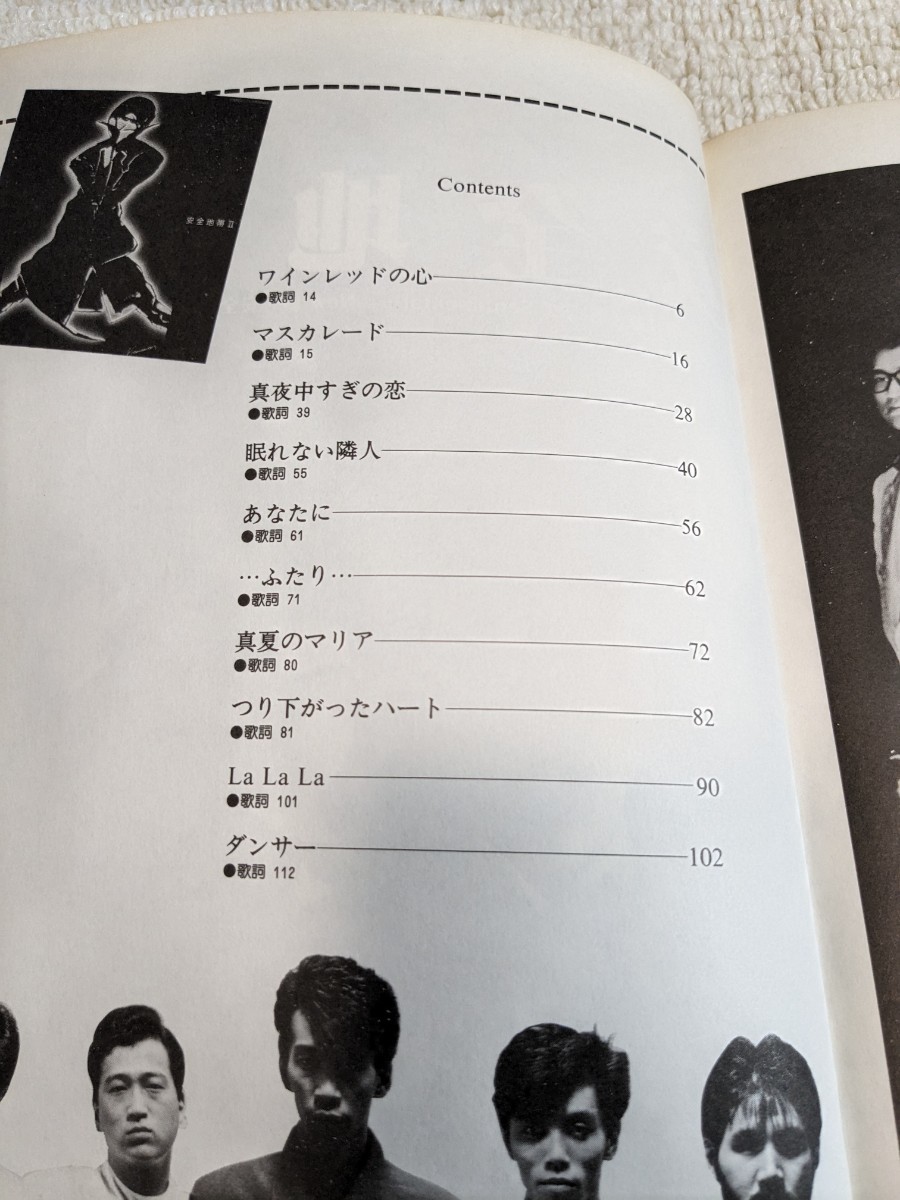 安全地帯II
Contents
ワインレッドの心 6
●歌詞 14
マスカレード 16
●歌詞 15
真夜中すぎの恋 28
●歌詞 39
眠れない隣人 40
●歌詞 55
あなたに 56
●歌詞 61
…ふたり… 62
●歌詞 71
真夏のマリア 72
●歌詞 80
つり下がったハート 82
●歌詞 81
La La La 90
●歌詞 101
ダンサー 102
●歌詞 112